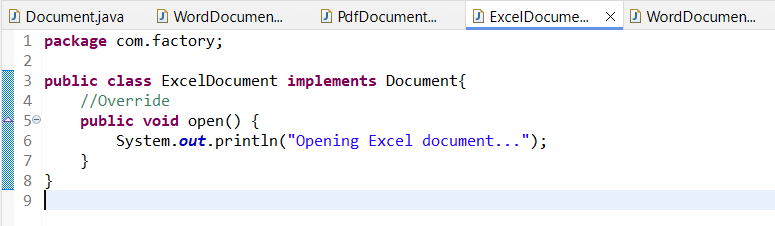 Document.java WordDocumen... PdfDocument... ExcelDocume... WordDocumen...
1 package com.factory;
2
3 public class ExcelDocument implements Document{
4     //Override
5     public void open() {
6         System.out.println("Opening Excel document...");
7     }
8 }
9